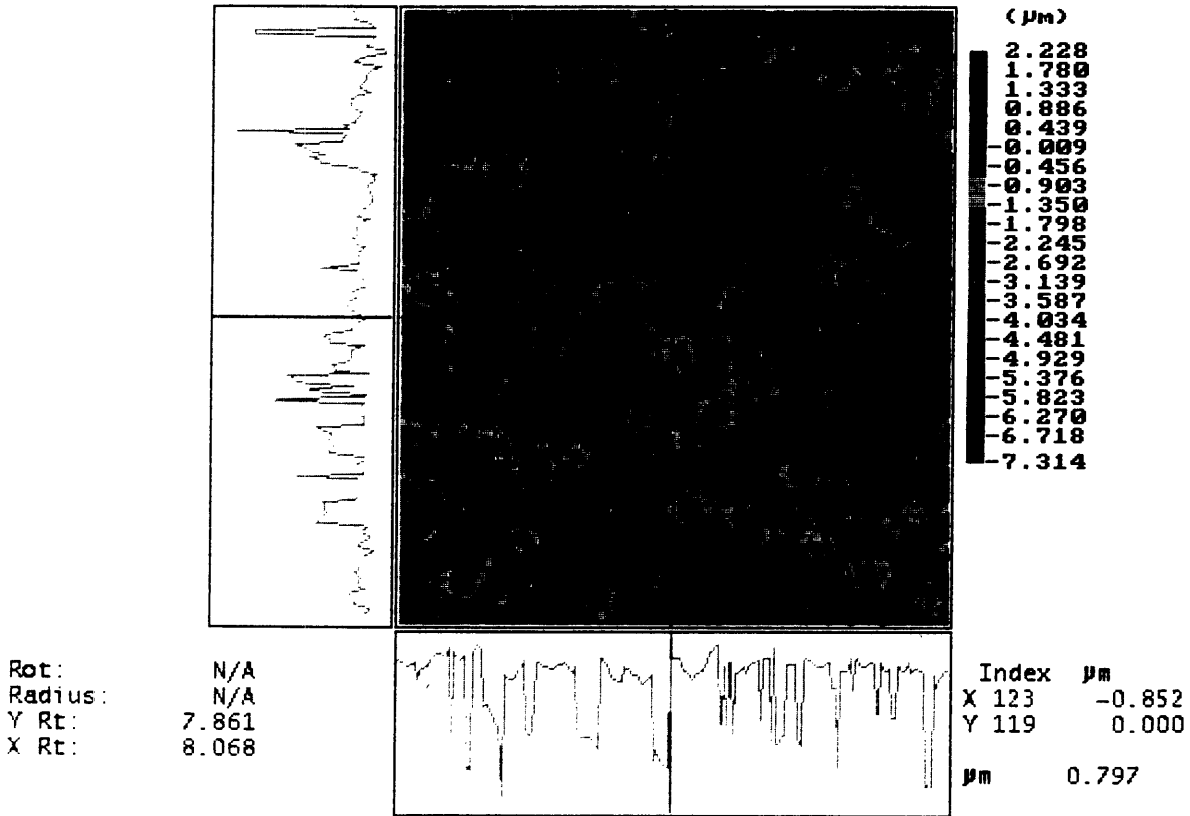 (µm)
2.228
1.780
1.333
0.886
0.439
-0.009
-0.456
-0.903
-1.350
-1.798
-2.245
-2.692
-3.139
-3.587
-4.034
-4.481
-4.929
-5.376
-5.823
-6.270
-6.718
-7.314
Rot: N/A
Radius: N/A
Y Rt: 7.861
X Rt: 8.068
Index µm
X 123 -0.852
Y 119 0.000
µm 0.797